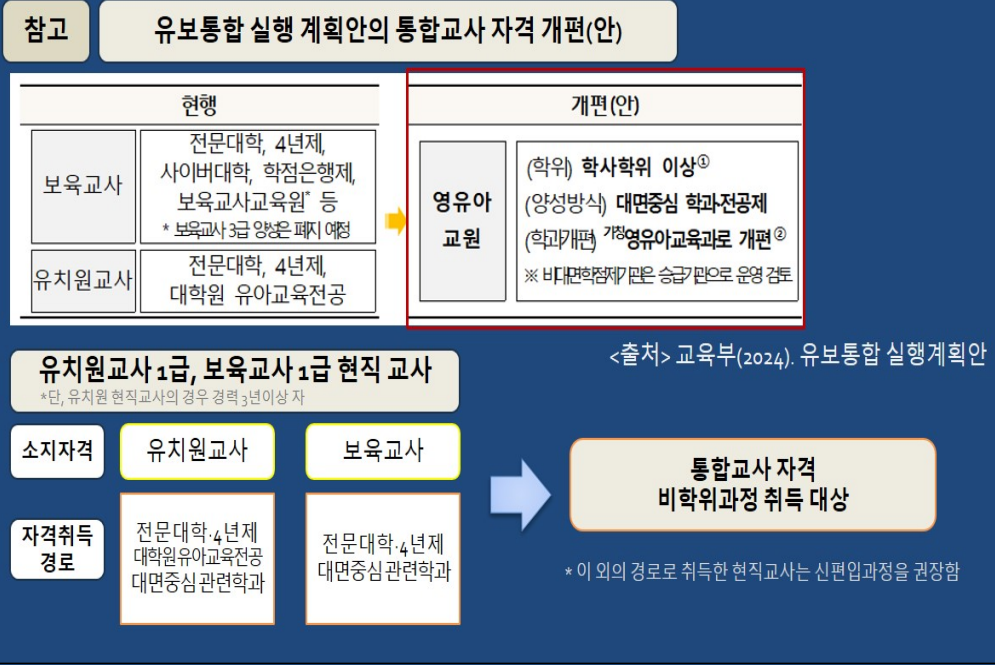 참고
유보통합 실행 계획안의 통합교사 자격 개편(안)
현행
보육교사
전문대학, 4년제,
사이버대학, 학점은행제,
보육교사교육원* 등
* 보육교사 3급 양성은 폐지 예정
유치원교사
전문대학, 4년제,
대학원 유아교육전공
개편(안)
영유아
교원
(학위) 학사학위 이상①
(양성방식) 대면중심 학과·전공제
(학과개편) 가칭영유아교육과로 개편②
※ 비대면학점제기관은 승급기관으로 운영 검토
<출처> 교육부(2024). 유보통합 실행계획안
유치원교사 1급, 보육교사 1급 현직 교사
*단, 유치원 현직교사의 경우 경력 3년이상 자
소지자격
유치원교사
보육교사
자격취득
경로
전문대학·4년제
대학원유아교육전공
대면중심관련학과
전문대학·4년제
대면중심관련학과
통합교사 자격
비학위과정 취득 대상
* 이 외의 경로로 취득한 현직교사는 신편입과정을 권장함